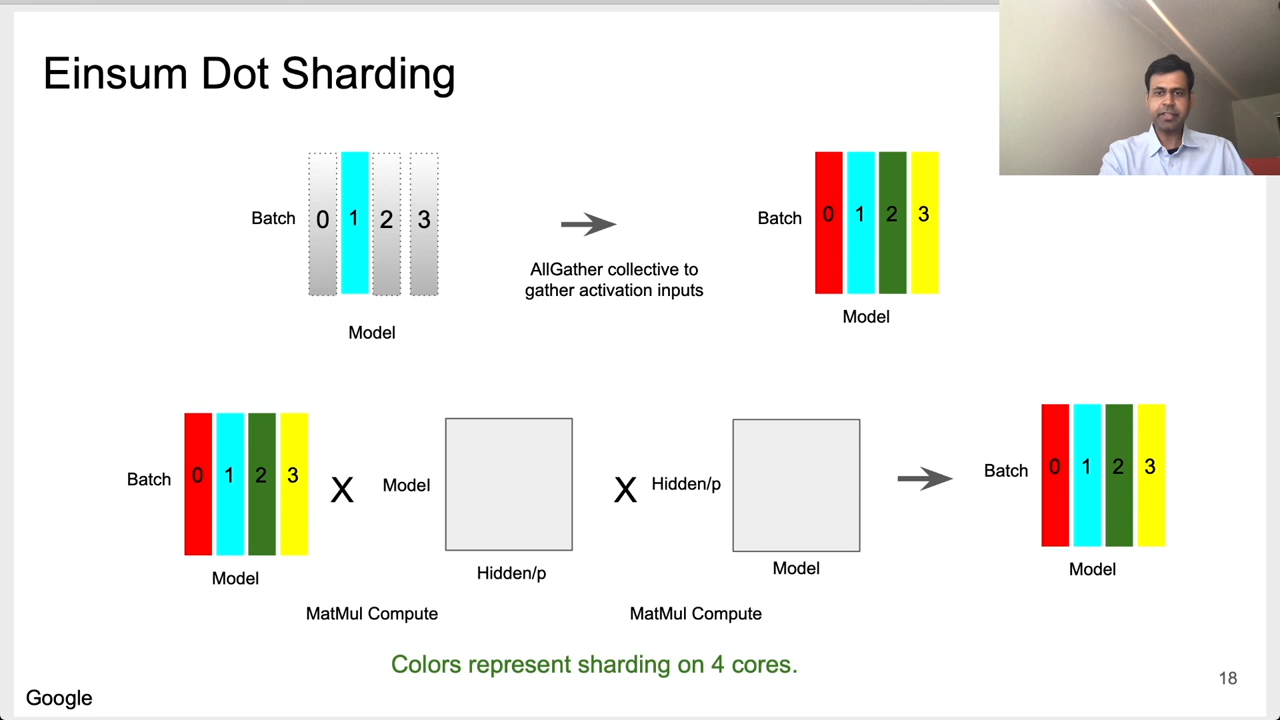 Einsum Dot Sharding
Batch
0 1 2 3
Model
AllGather collective to
gather activation inputs
Batch
0 1 2 3
Model
Batch
0 1 2 3
Model
X
Model
Hidden/p
MatMul Compute
X
Hidden/p
Model
MatMul Compute
Batch
0 1 2 3
Model
Colors represent sharding on 4 cores.
18
Google